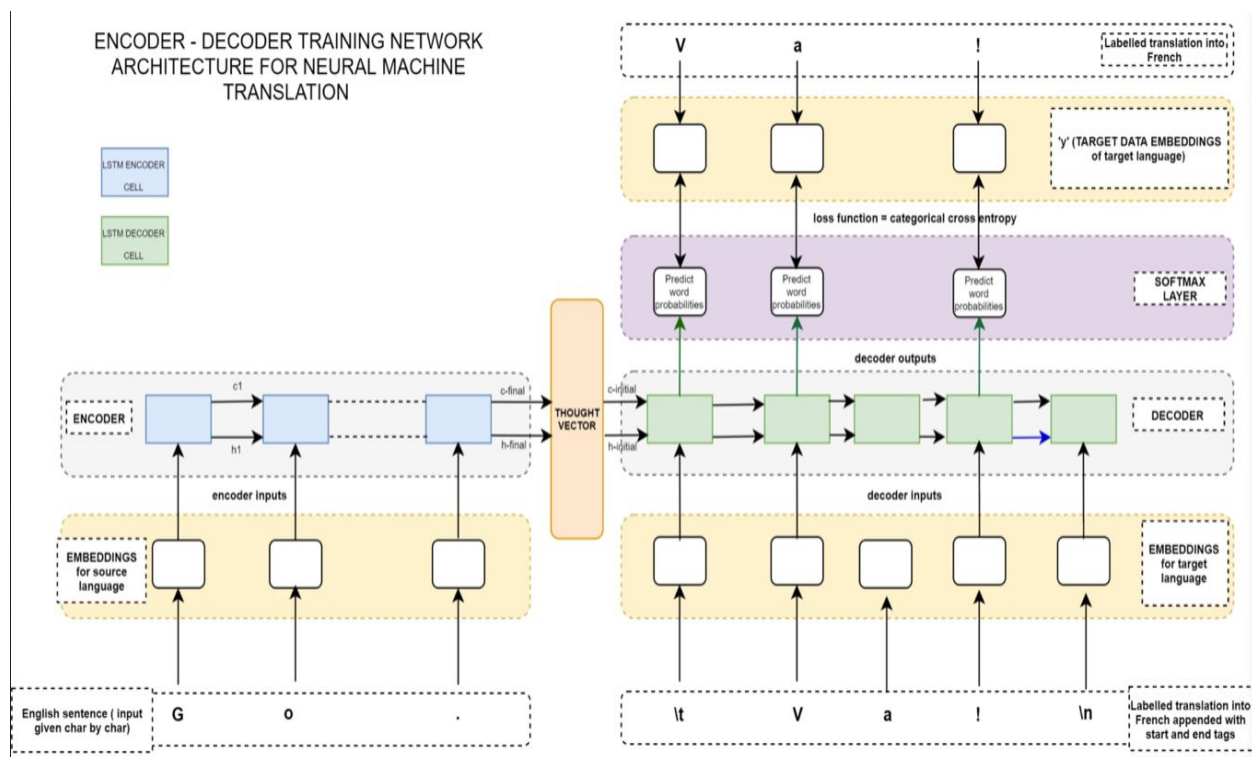 ENCODER - DECODER TRAINING NETWORK
ARCHITECTURE FOR NEURAL MACHINE
TRANSLATION
LSTM ENCODER
CELL
LSTM DECODER
CELL
V a !
Labelled translation into
French
'y' (TARGET DATA EMBEDDINGS
of target language)
loss function = categorical cross entropy
Predict
word
probabilities
Predict
word
probabilities
Predict
word
probabilities
SOFTMAX
LAYER
decoder outputs
ENCODER
c1
h1
c-final
h-final
THOUGHT
VECTOR
c-initial
h-initial
DECODER
encoder inputs
decoder inputs
EMBEDDINGS
for source
language
EMBEDDINGS
for target
language
English sentence ( input
given char by char)
G o .
\t V a ! \n
Labelled translation into
French appended with
start and end tags